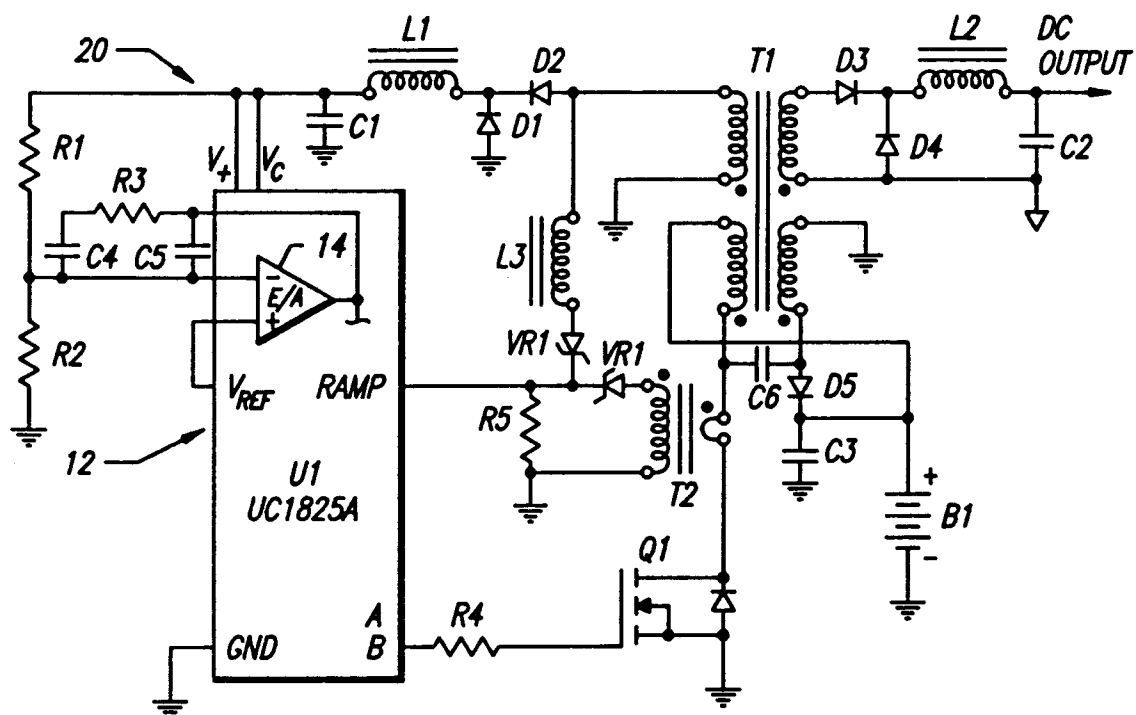 20
L1
L2
DC
OUTPUT
D2
T1
D3
R1
C1
D1
D4
C2
V+
VC
R3
C4
C5
14
L3
-
E/A
+
R2
VR1
VR1
VREF
RAMP
C6
D5
R5
12
C3
U1
UC1825A
T2
+
B1
-
Q1
A
R4
GND
B